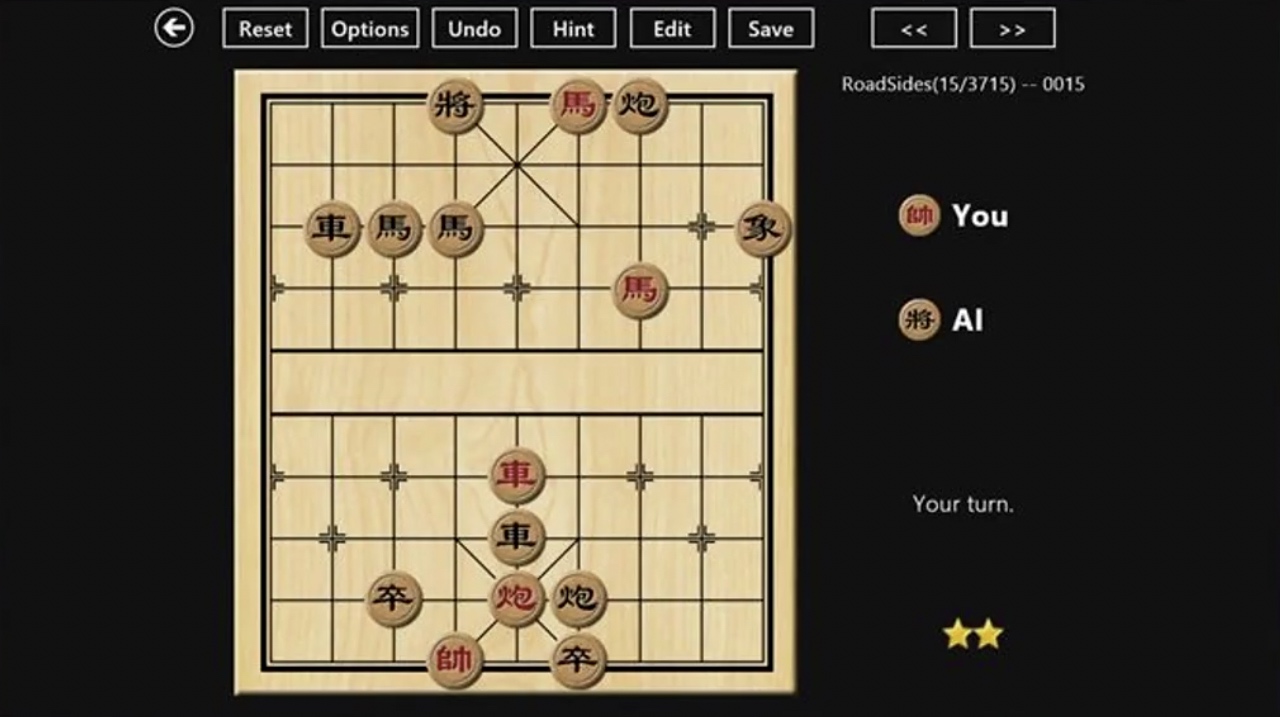 Reset Options Undo Hint Edit Save << >>
RoadSides(15/3715) -- 0015
將 馬 炮
車 馬 馬 象
馬
車
車
卒 炮 炮
帥 卒
帥 You
將 AI
Your turn.